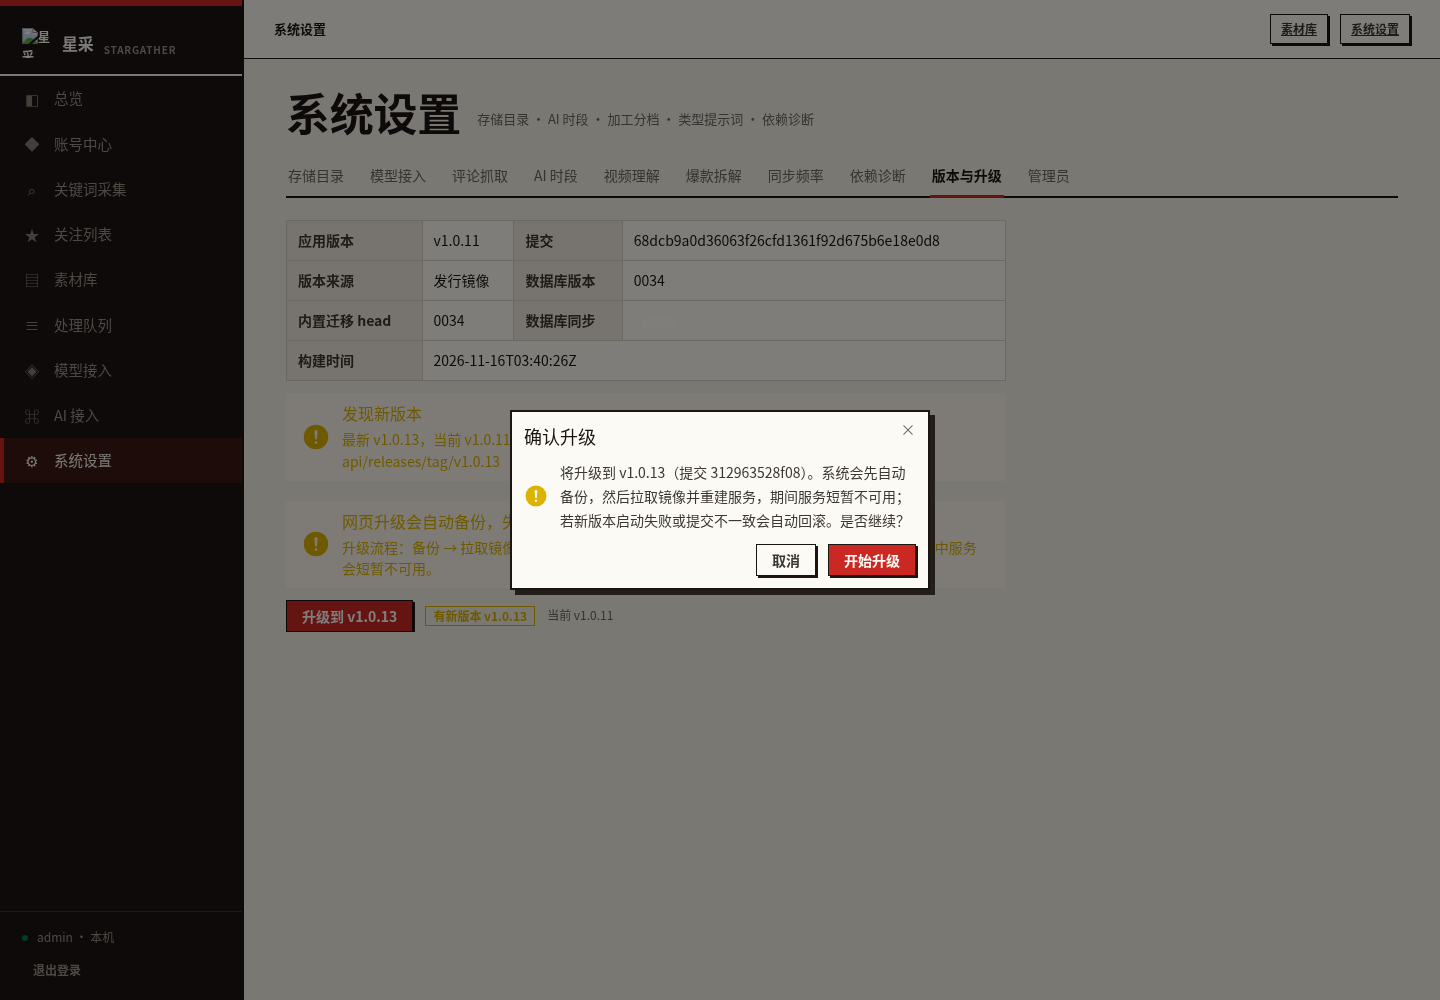 星采
星采 STARGATHER
总览
账号中心
关键词采集
关注列表
素材库
处理队列
模型接入
AI 接入
系统设置
admin · 本机
退出登录
系统设置
素材库
系统设置
系统设置
存储目录 · AI 时段 · 加工分档 · 类型提示词 · 依赖诊断
存储目录 模型接入 评论抓取 AI 时段 视频理解 爆款拆解 同步频率 依赖诊断 版本与升级 管理员
应用版本 v1.0.11 提交 68dcb9a0d36063f26cfd1361f92d675b6e18e0d8
版本来源 发行镜像 数据库版本 0034
内置迁移 head 0034 数据库同步
构建时间 2026-11-16T03:40:26Z
发现新版本
最新 v1.0.13，当前 v1.0.11
api/releases/tag/v1.0.13
网页升级会自动备份，失
升级流程：备份 → 拉取镜像
中服务
会短暂不可用。
升级到 v1.0.13 有新版本 v1.0.13 当前 v1.0.11
确认升级
将升级到 v1.0.13（提交 312963528f08）。系统会先自动
备份，然后拉取镜像并重建服务，期间服务短暂不可用；
若新版本启动失败或提交不一致会自动回滚。是否继续？
取消 开始升级